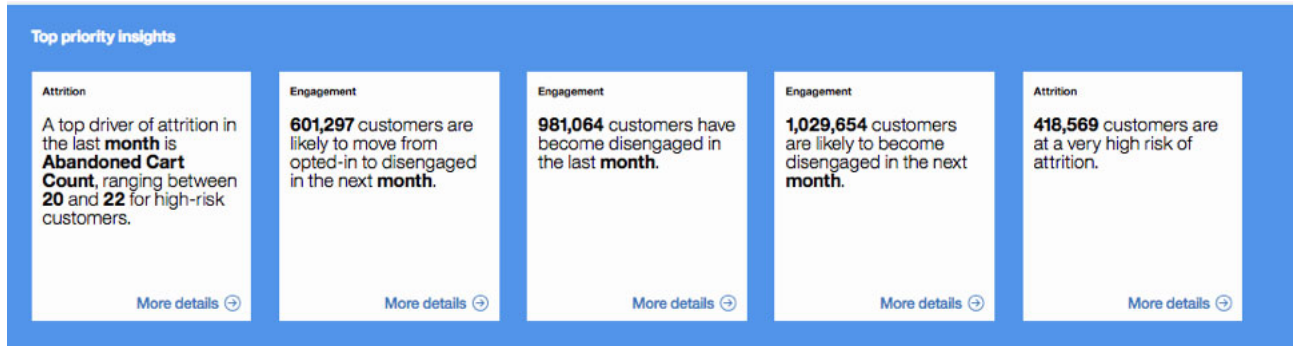 Top priority insights
Attrition
A top driver of attrition in
the last month is
Abandoned Cart
Count, ranging between
20 and 22 for high-risk
customers.
More details
Engagement
601,297 customers are
likely to move from
opted-in to disengaged
in the next month.
More details
Engagement
981,064 customers have
become disengaged in
the last month.
More details
Engagement
1,029,654 customers
are likely to become
disengaged in the next
month.
More details
Attrition
418,569 customers are
at a very high risk of
attrition.
More details